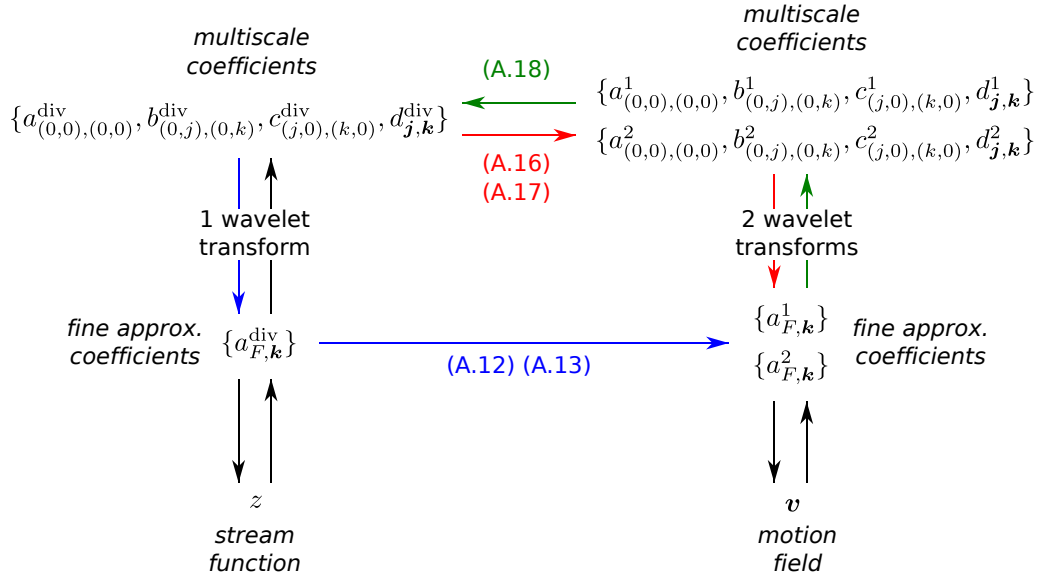 multiscale
coefficients
{a^{div}_{(0,0),(0,0)}, b^{div}_{(0,j),(0,k)}, c^{div}_{(j,0),(k,0)}, d^{div}_{j,k}}
(A.18)
(A.16)
(A.17)
multiscale
coefficients
{a^1_{(0,0),(0,0)}, b^1_{(0,j),(0,k)}, c^1_{(j,0),(k,0)}, d^1_{j,k}}
{a^2_{(0,0),(0,0)}, b^2_{(0,j),(0,k)}, c^2_{(j,0),(k,0)}, d^2_{j,k}}
1 wavelet
transform
2 wavelet
transforms
fine approx.
coefficients
{a^{div}_{F,k}}
(A.12) (A.13)
{a^1_{F,k}}
{a^2_{F,k}}
fine approx.
coefficients
z
stream
function
v
motion
field